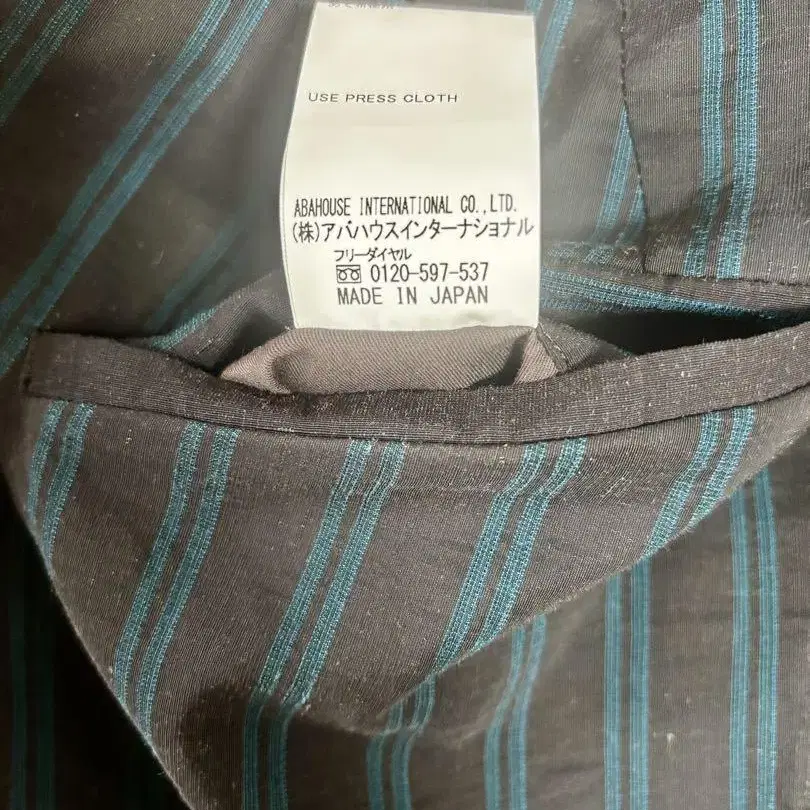 USE PRESS CLOTH
ABAHOUSE INTERNATIONAL CO.,LTD.
(株)アバハウスインターナショナル
フリーダイヤル
0120-597-537
MADE IN JAPAN